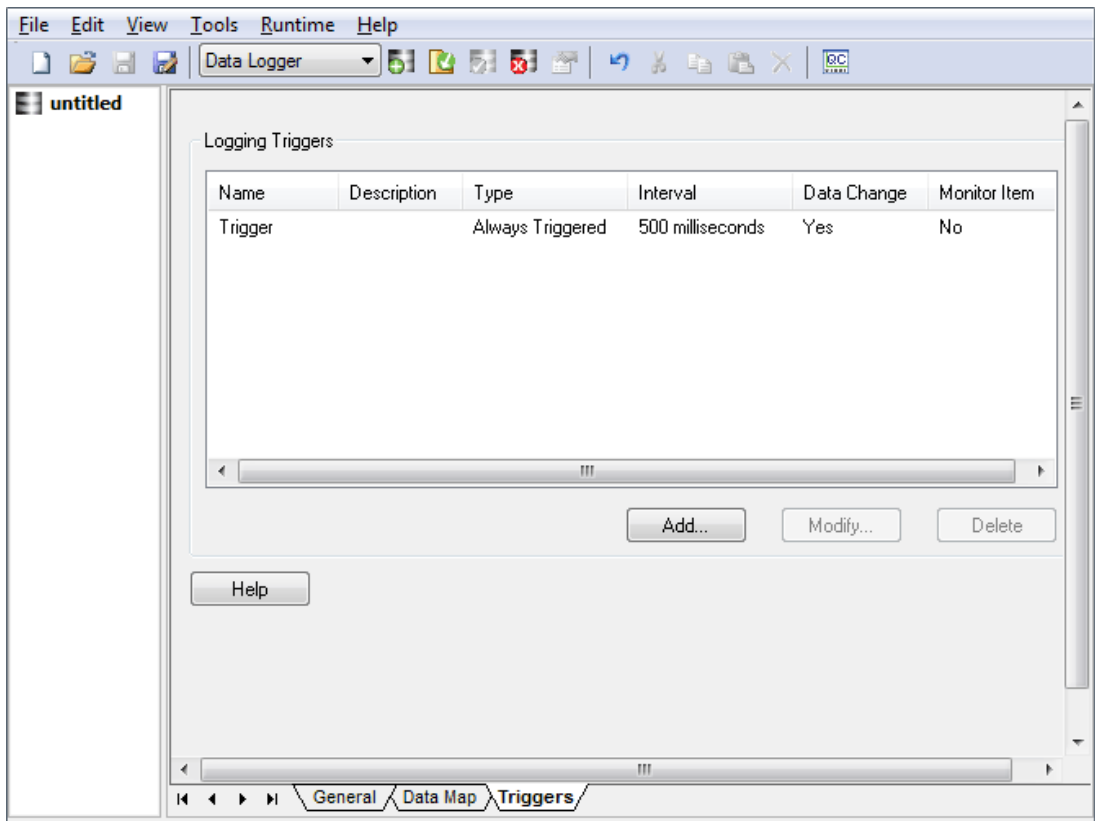 File Edit View Tools Runtime Help
Data Logger QC
untitled
Logging Triggers
Name Description Type Interval Data Change Monitor Item
Trigger Always Triggered 500 milliseconds Yes No
Add... Modify... Delete
Help
General Data Map Triggers